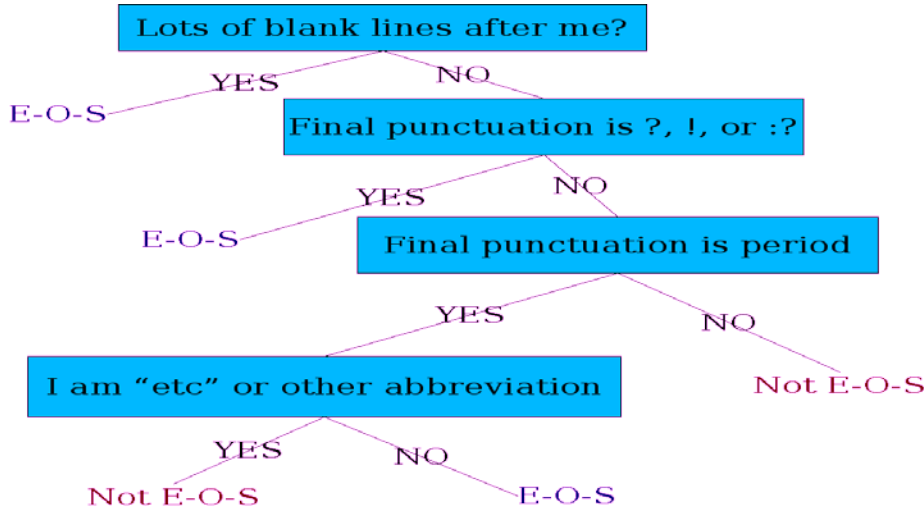 Lots of blank lines after me?
YES
NO
E-O-S
Final punctuation is ?, !, or :?
YES
NO
E-O-S
Final punctuation is period
YES
NO
I am “etc” or other abbreviation
Not E-O-S
YES
NO
Not E-O-S
E-O-S